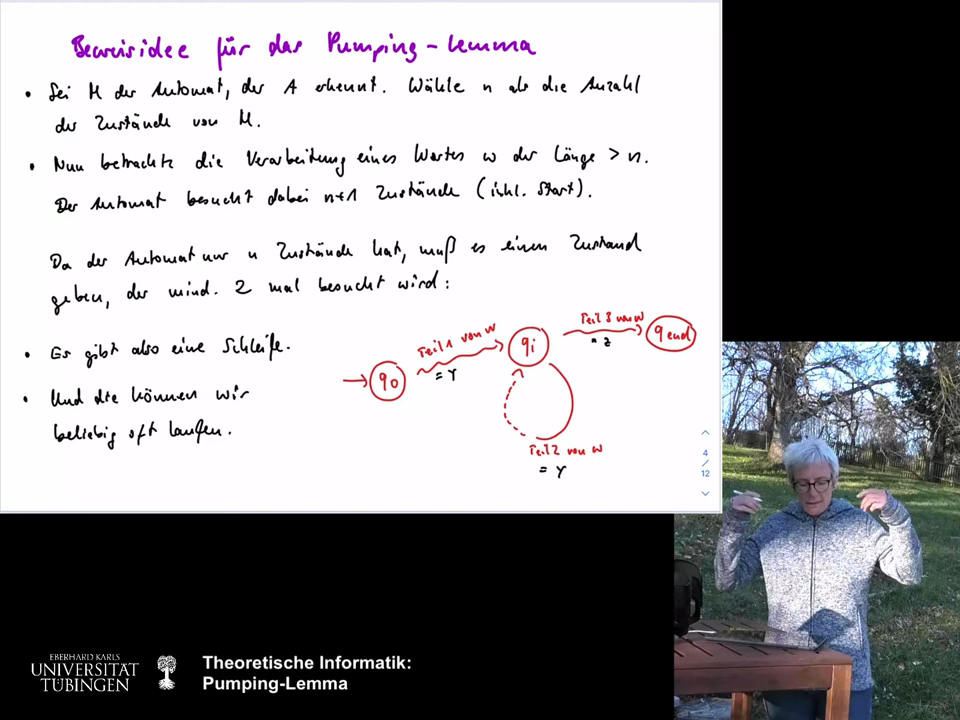 Beweisidee für das Pumping-Lemma
• Sei M der Automat, der A erkennt. Wähle n als die Anzahl
der Zustände von M.
• Nun betrachte die Verarbeitung eines Wortes w der Länge > n.
Der Automat besucht dabei n+1 Zustände (inkl. Start).
Da der Automat nur n Zustände hat, muß es einen Zustand
geben, der mind. 2 mal besucht wird:
• Es gibt also eine Schleife.
• Und die können wir
beliebig oft laufen.
q0
Teil 1 von w
= Y
qi
Teil 3 von w
= z
q end
Teil 2 von w
= Y
4
/
12
EBERHARD KARLS
UNIVERSITÄT
TÜBINGEN
Theoretische Informatik:
Pumping-Lemma